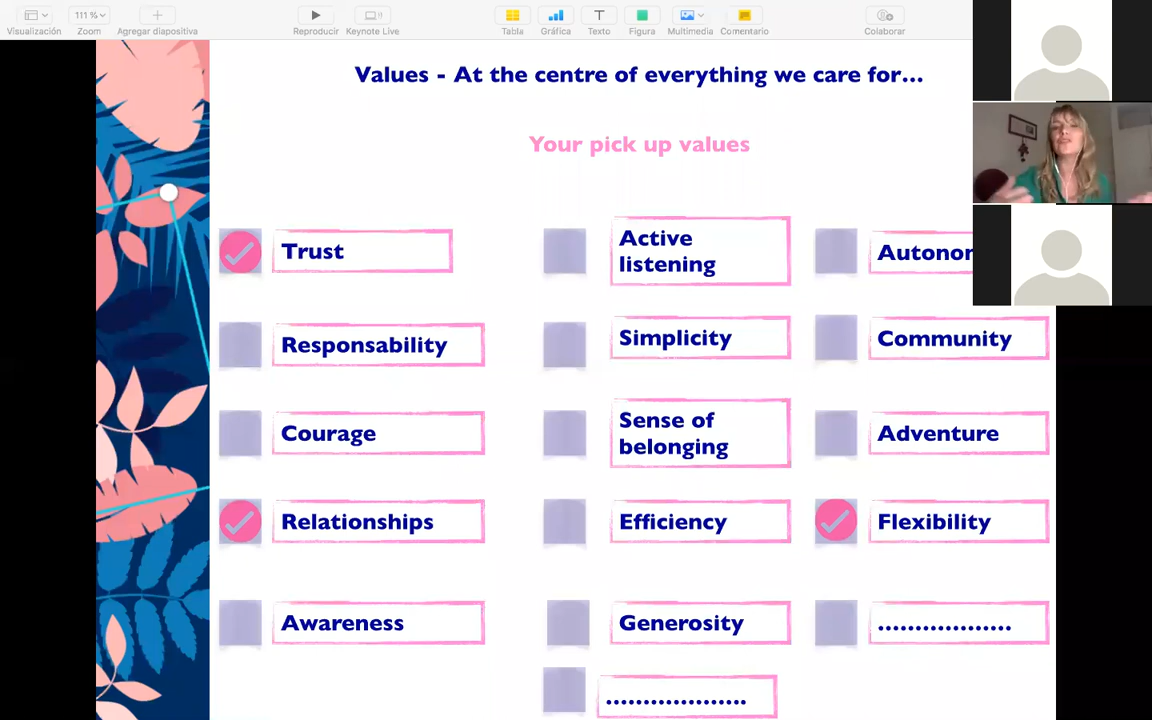 111 %
Visualización
Zoom
Agregar diapositiva
Reproducir
Keynote Live
Tabla
Gráfica
Texto
Figura
Multimedia
Comentario
Colaborar
Values - At the centre of everything we care for...
Your pick up values
Trust
Active
listening
Responsability
Simplicity
Community
Courage
Sense of
belonging
Adventure
Relationships
Efficiency
Flexibility
Awareness
Generosity
..................
...................